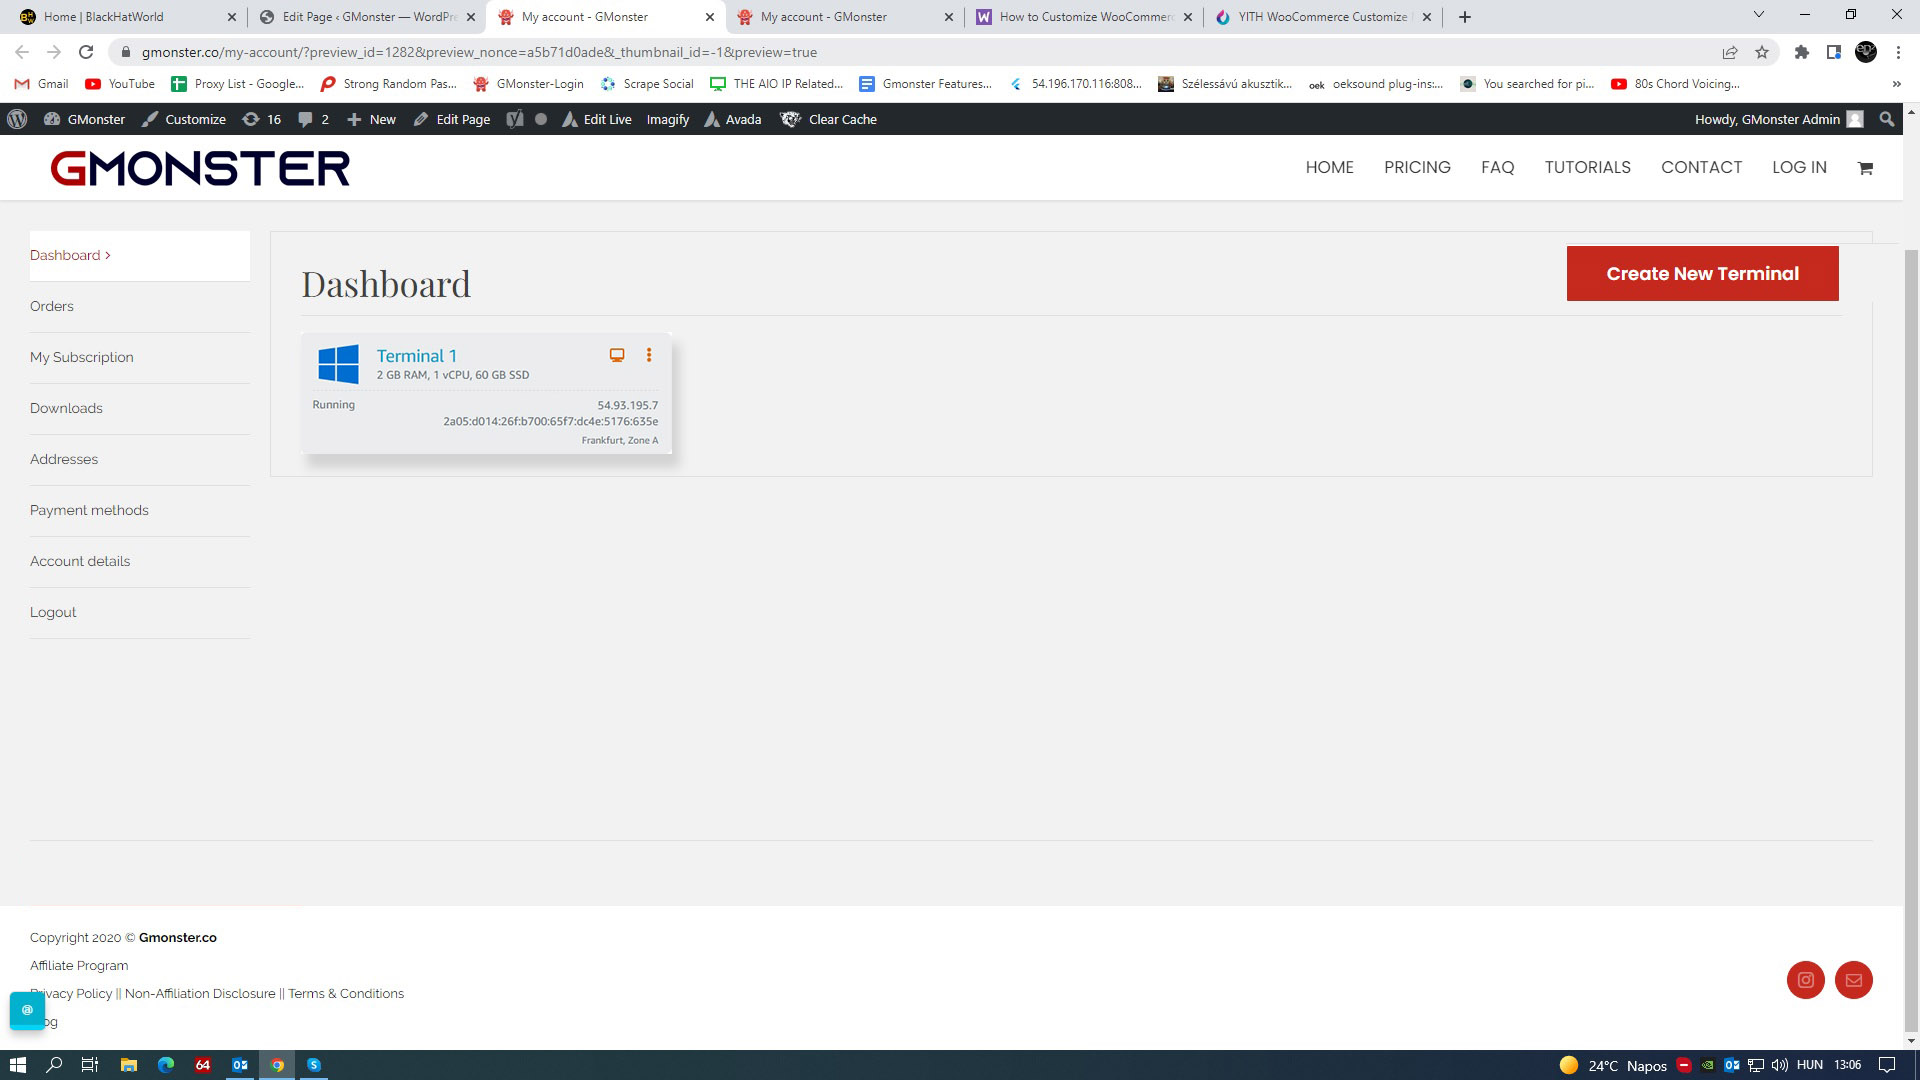 Home | BlackHatWorld
Edit Page ‹ GMonster — WordPre
My account - GMonster
My account - GMonster
How to Customize WooCommerc
YITH WooCommerce Customize
gmonster.co/my-account/?preview_id=1282&preview_nonce=a5b71d0ade&_thumbnail_id=-1&preview=true
Gmail
YouTube
Proxy List - Google...
Strong Random Pas...
GMonster-Login
Scrape Social
THE AIO IP Related...
Gmonster Features...
54.196.170.116:808...
Szélessávú akusztik...
oek
oeksound plug-ins:...
You searched for pi...
80s Chord Voicing...
»
GMonster
Customize
16
2
New
Edit Page
Edit Live
Imagify
Avada
Clear Cache
Howdy, GMonster Admin
GMONSTER
HOME
PRICING
FAQ
TUTORIALS
CONTACT
LOG IN
Dashboard >
Orders
My Subscription
Downloads
Addresses
Payment methods
Account details
Logout
Dashboard
Create New Terminal
Terminal 1
2 GB RAM, 1 vCPU, 60 GB SSD
Running
54.93.195.7
2a05:d014:26f:b700:65f7:dc4e:5176:635e
Frankfurt, Zone A
Copyright 2020 © Gmonster.co
Affiliate Program
Privacy Policy || Non-Affiliation Disclosure || Terms & Conditions
og
@
64
24°C Napos
HUN
13:06